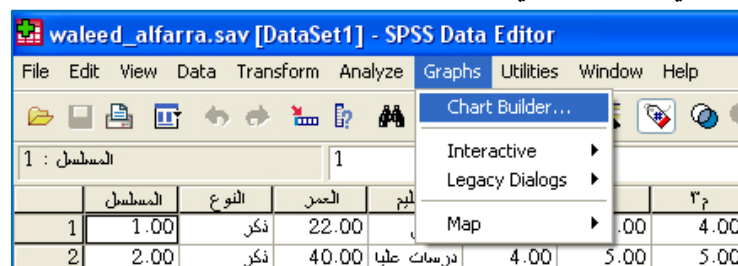 waleed_alfarra.sav [DataSet1] - SPSS Data Editor
File Edit View Data Transform Analyze Graphs Utilities Window Help
Chart Builder...
1 : المسلسل 1
Interactive
Legacy Dialogs
Map
المسلسل النوع العمر م٣
1 1.00 ذكر 22.00 .00 4.00
2 2.00 ذكر 40.00 درسات عليا 4.00 5.00 5.00